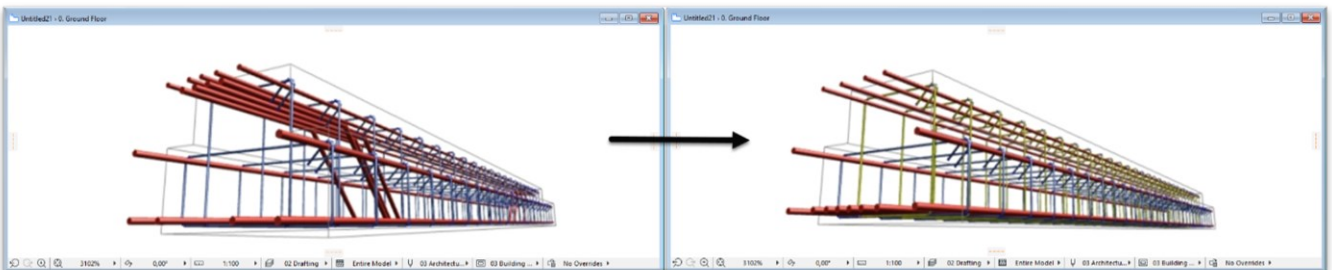 Untitled21 - 0. Ground Floor
3102% 0,00° 1:100 02 Drafting Entire Model 03 Architectu... 03 Building ... No Overrides
Untitled21 - 0. Ground Floor
3102% 0,00° 1:100 02 Drafting Entire Model 03 Architectu... 03 Building ... No Overrides